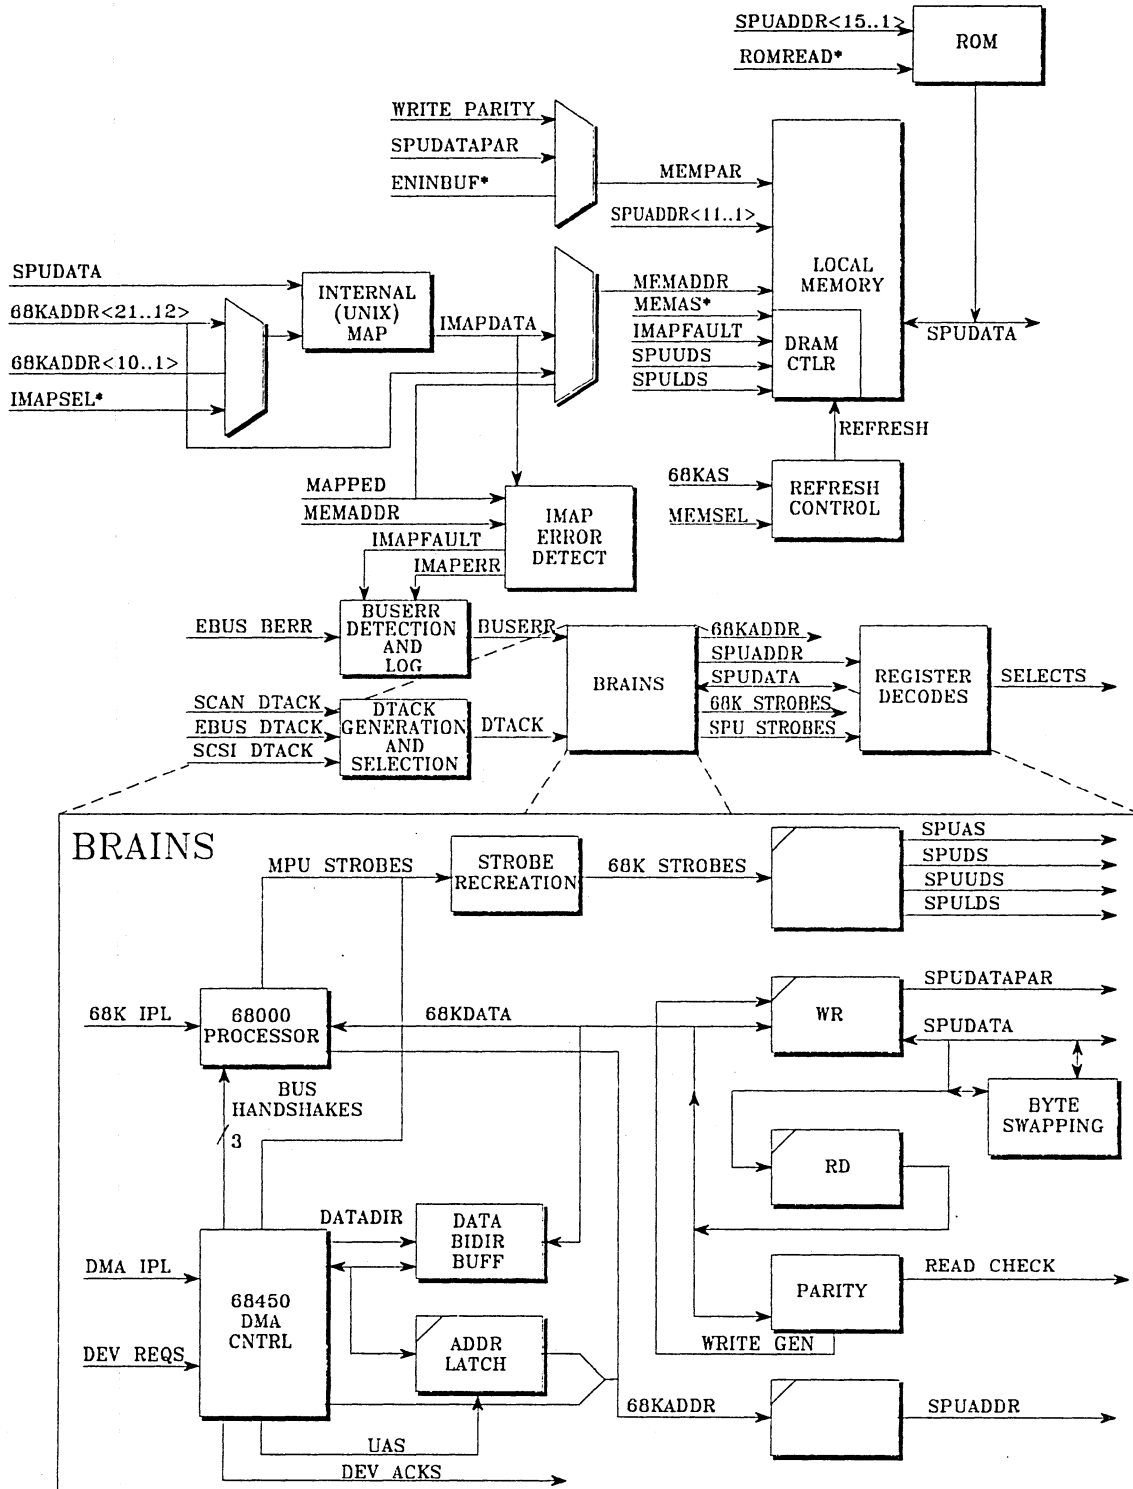 SPUADDR<15..1>
ROMREAD*
ROM
WRITE PARITY
SPUDATAPAR
ENINBUF*
MEMPAR
SPUADDR<11..1>
LOCAL
MEMORY
SPUDATA
68KADDR<21..12>
68KADDR<10..1>
IMAPSEL*
INTERNAL
(UNIX)
MAP
IMAPDATA
MEMADDR
MEMAS*
IMAPFAULT
SPUUDS
SPULDS
DRAM
CTLR
SPUDATA
REFRESH
68KAS
MEMSEL
REFRESH
CONTROL
MAPPED
MEMADDR
IMAPFAULT
IMAPERR
IMAP
ERROR
DETECT
EBUS BERR
BUSERR
DETECTION
AND
LOG
BUSERR
SCAN DTACK
EBUS DTACK
SCSI DTACK
DTACK
GENERATION
AND
SELECTION
DTACK
BRAINS
68KADDR
SPUADDR
SPUDATA
68K STROBES
SPU STROBES
REGISTER
DECODES
SELECTS
BRAINS
MPU STROBES
STROBE
RECREATION
68K STROBES
SPUAS
SPUDS
SPUUDS
SPULDS
68K IPL
68000
PROCESSOR
68KDATA
WR
SPUDATAPAR
SPUDATA
BUS
HANDSHAKES
3
BYTE
SWAPPING
RD
DATADIR
DATA
BIDIR
BUFF
DMA IPL
68450
DMA
CNTRL
DEV REQS
ADDR
LATCH
PARITY
READ CHECK
WRITE GEN
68KADDR
SPUADDR
UAS
DEV ACKS